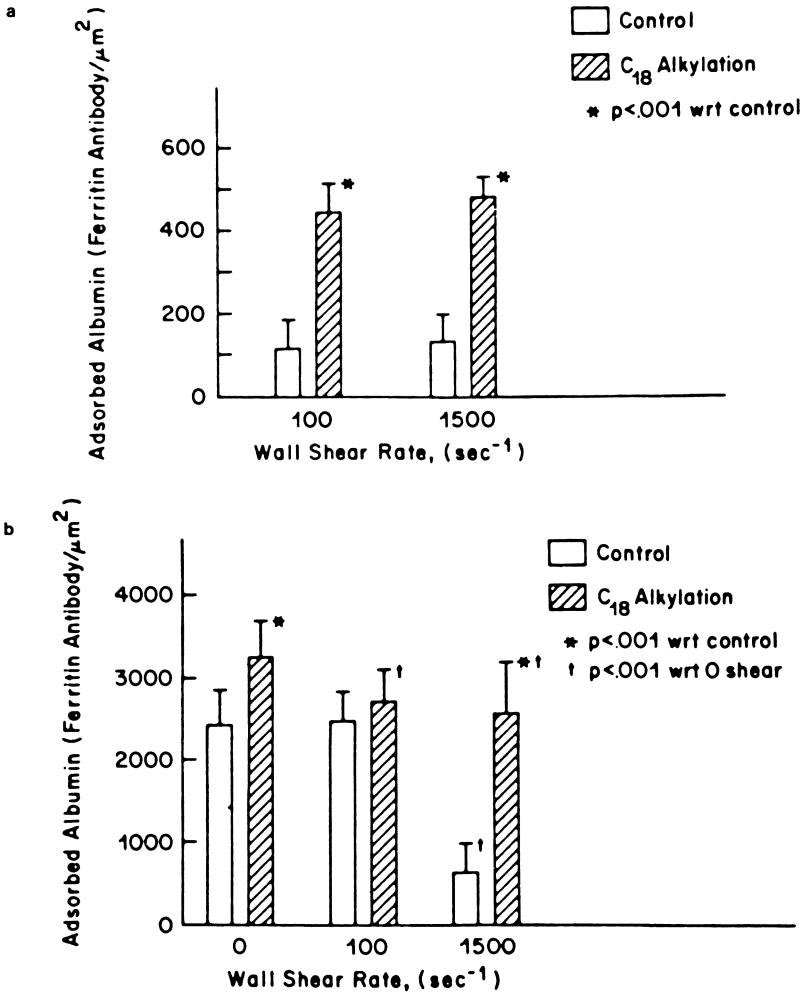 a
Control
C18 Alkylation
* p<.001 wrt control
Adsorbed Albumin (Ferritin Antibody/μm2)
600
400
200
0
100 1500
Wall Shear Rate, (sec-1)
b
Control
C18 Alkylation
* p<.001 wrt control
† p<.001 wrt 0 shear
Adsorbed Albumin (Ferritin Antibody/μm2)
4000
3000
2000
1000
0
*
†
* †
†
0 100 1500
Wall Shear Rate, (sec-1)